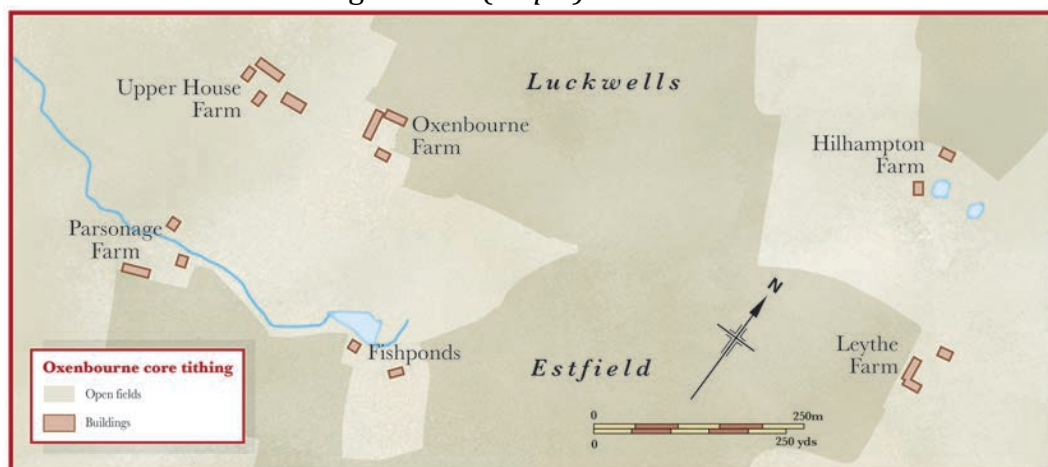 Luckwells
Upper House
Farm
Oxenbourne
Farm
Hilhampton
Farm
Parsonage
Farm
N
Fishponds
Estfield
Leythe
Farm
Oxenbourne core tithing
Open fields
Buildings
0 250m
0 250 yds